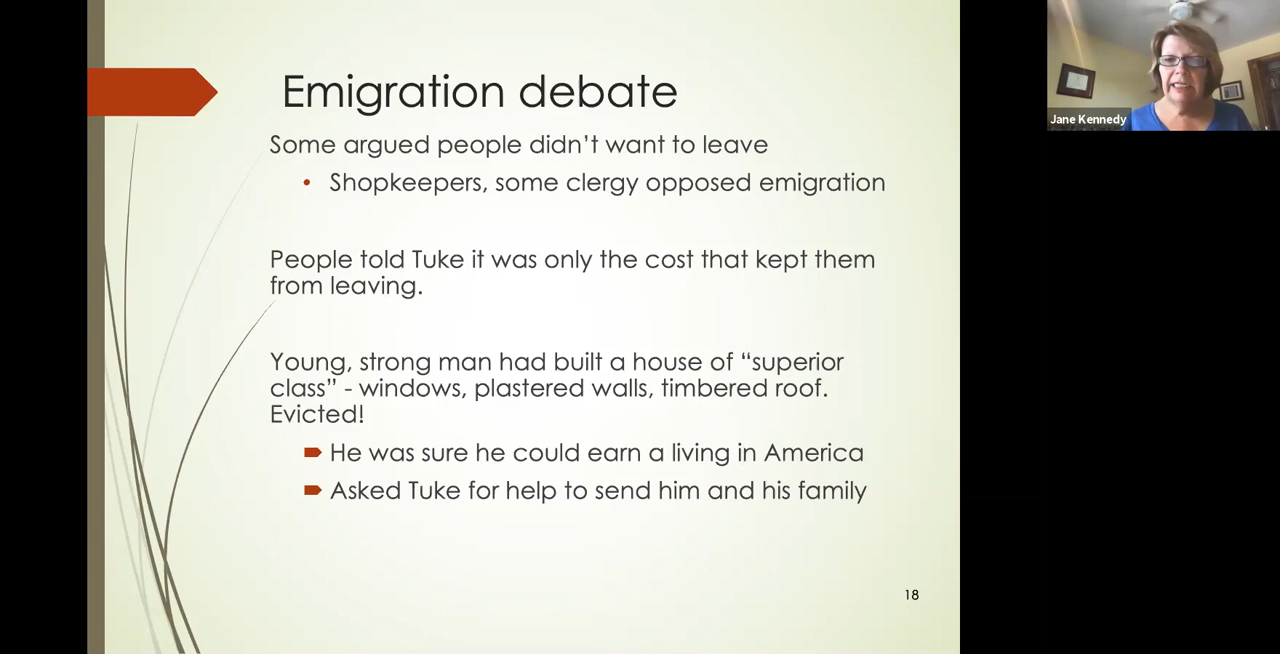 Emigration debate
Some argued people didn’t want to leave
• Shopkeepers, some clergy opposed emigration
People told Tuke it was only the cost that kept them
from leaving.
Young, strong man had built a house of “superior
class” - windows, plastered walls, timbered roof.
Evicted!
He was sure he could earn a living in America
Asked Tuke for help to send him and his family
18
Jane Kennedy